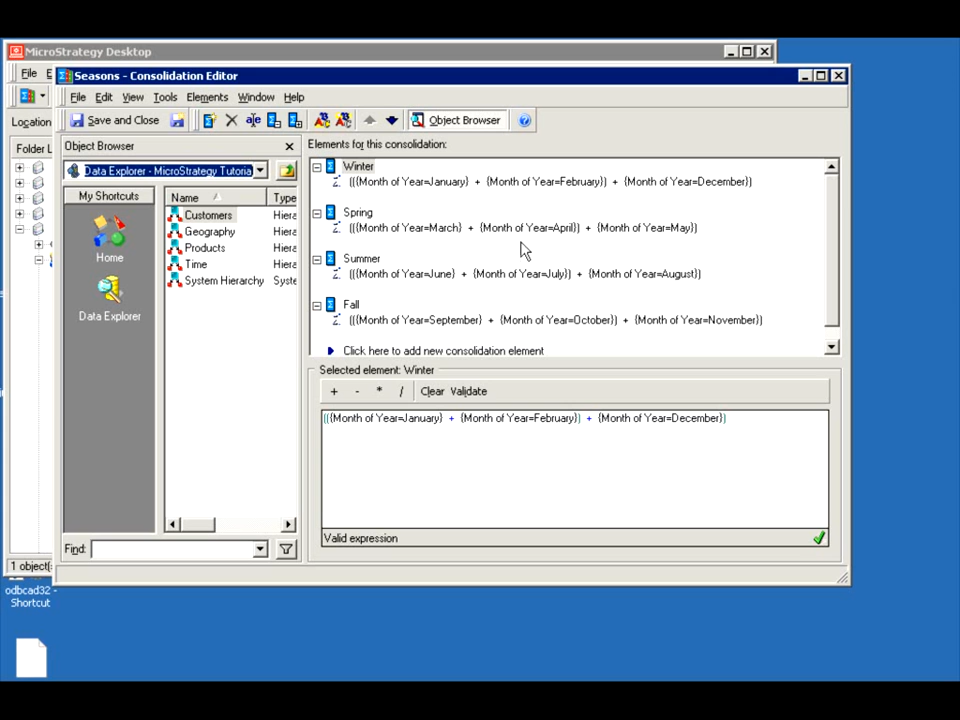 MicroStrategy Desktop
File
Seasons - Consolidation Editor
File Edit View Tools Elements Window Help
Save and Close
Object Browser
Location
Folder L
Object Browser
Data Explorer - MicroStrategy Tutoria
My Shortcuts
Home
Data Explorer
Name Type
Customers Hiera
Geography Hiera
Products Hiera
Time Hiera
System Hierarchy Syste
Find:
Elements for this consolidation:
Winter
(({Month of Year=January} + {Month of Year=February}) + {Month of Year=December})
Spring
(({Month of Year=March} + {Month of Year=April}) + {Month of Year=May})
Summer
(({Month of Year=June} + {Month of Year=July}) + {Month of Year=August})
Fall
(({Month of Year=September} + {Month of Year=October}) + {Month of Year=November})
Click here to add new consolidation element
Selected element: Winter
+ - * / Clear Validate
(({Month of Year=January} + {Month of Year=February}) + {Month of Year=December})
Valid expression
1 object(
odbcad32 -
Shortcut